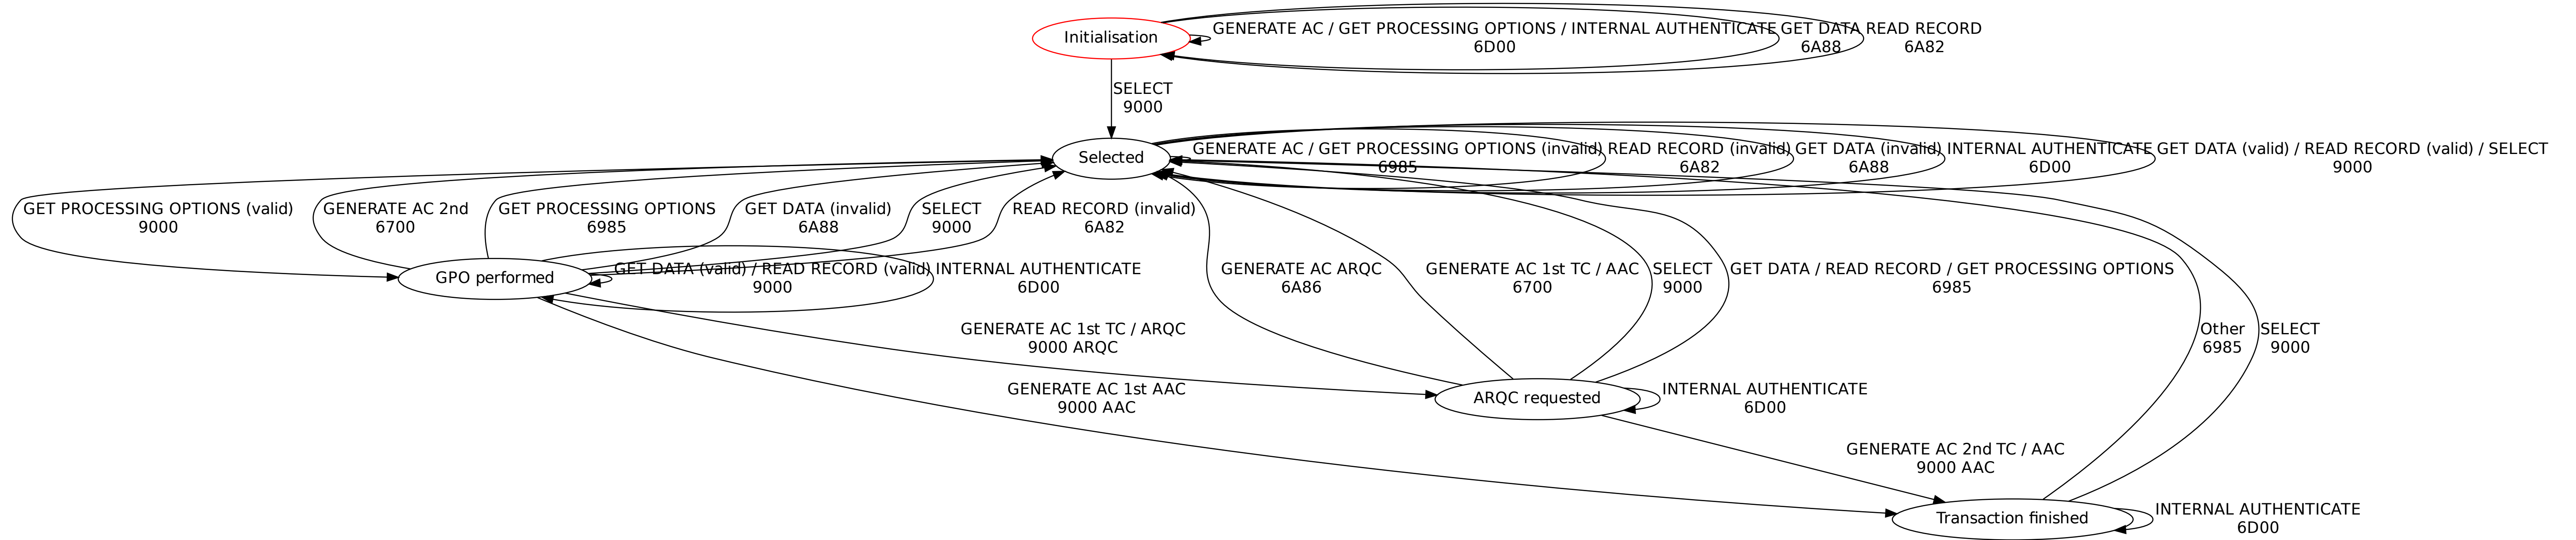 Initialisation
GENERATE AC / GET PROCESSING OPTIONS / INTERNAL AUTHENTICATE
6D00
GET DATA
6A88
READ RECORD
6A82
SELECT
9000
Selected
GENERATE AC / GET PROCESSING OPTIONS (invalid)
6985
READ RECORD (invalid)
6A82
GET DATA (invalid)
6A88
INTERNAL AUTHENTICATE
6D00
GET DATA (valid) / READ RECORD (valid) / SELECT
9000
GET PROCESSING OPTIONS (valid)
9000
GENERATE AC 2nd
6700
GET PROCESSING OPTIONS
6985
GET DATA (invalid)
6A88
SELECT
9000
READ RECORD (invalid)
6A82
GPO performed
GET DATA (valid) / READ RECORD (valid)
9000
INTERNAL AUTHENTICATE
6D00
GENERATE AC ARQC
6A86
GENERATE AC 1st TC / AAC
6700
SELECT
9000
GET DATA / READ RECORD / GET PROCESSING OPTIONS
6985
GENERATE AC 1st TC / ARQC
9000 ARQC
Other
6985
SELECT
9000
GENERATE AC 1st AAC
9000 AAC
ARQC requested
INTERNAL AUTHENTICATE
6D00
GENERATE AC 2nd TC / AAC
9000 AAC
Transaction finished
INTERNAL AUTHENTICATE
6D00